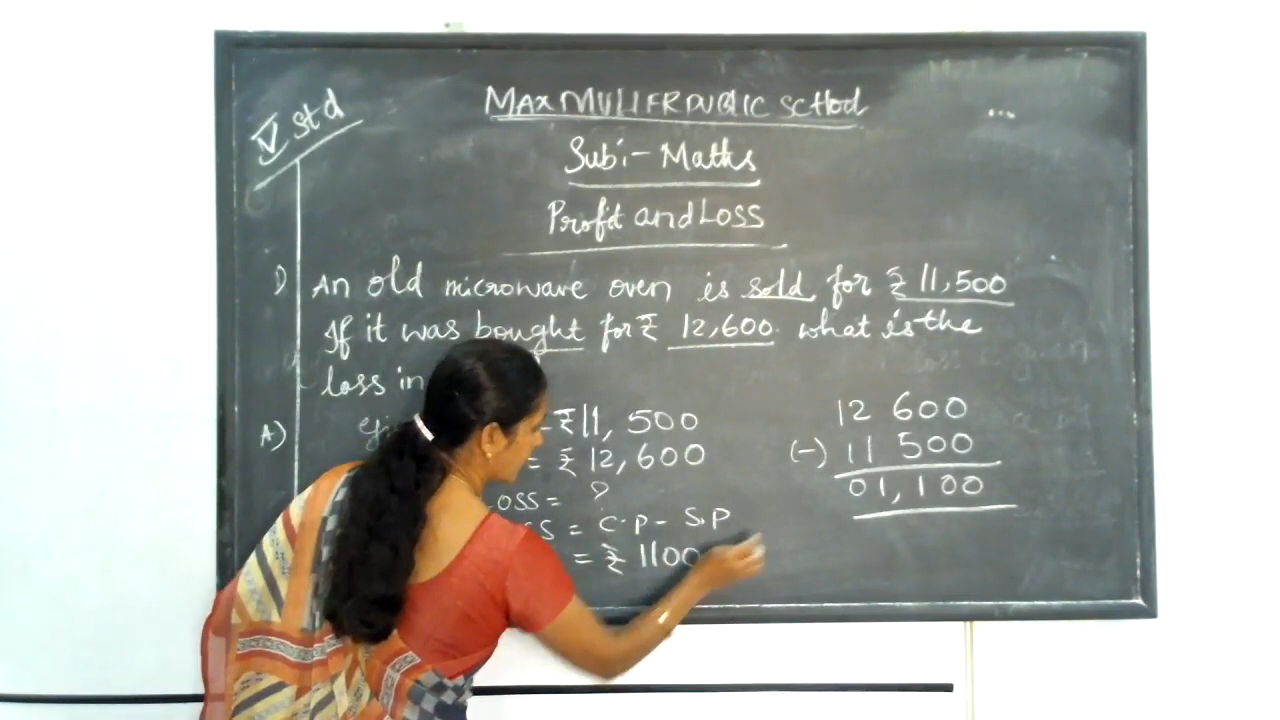 V Std
MAX MULLER PUBLIC SCHOOL
Sub:- Maths
Profit and Loss
1) An old microwave oven is sold for ₹ 11,500
If it was bought for ₹ 12,600. what is the
loss in
A) = ₹ 11, 500
= ₹ 12,600
Loss = ?
= C.P - S.P
= ₹ 1100
12 600
(-) 11 500
01,100